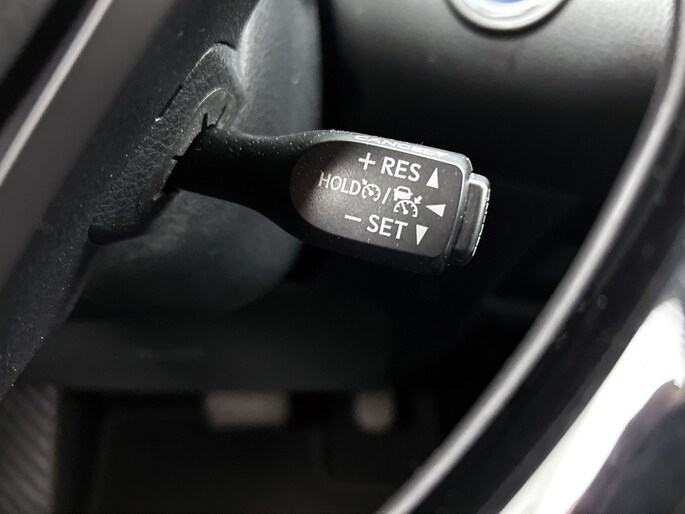 CANCEL
+ RES ▲
HOLD / ◀
− SET ▼